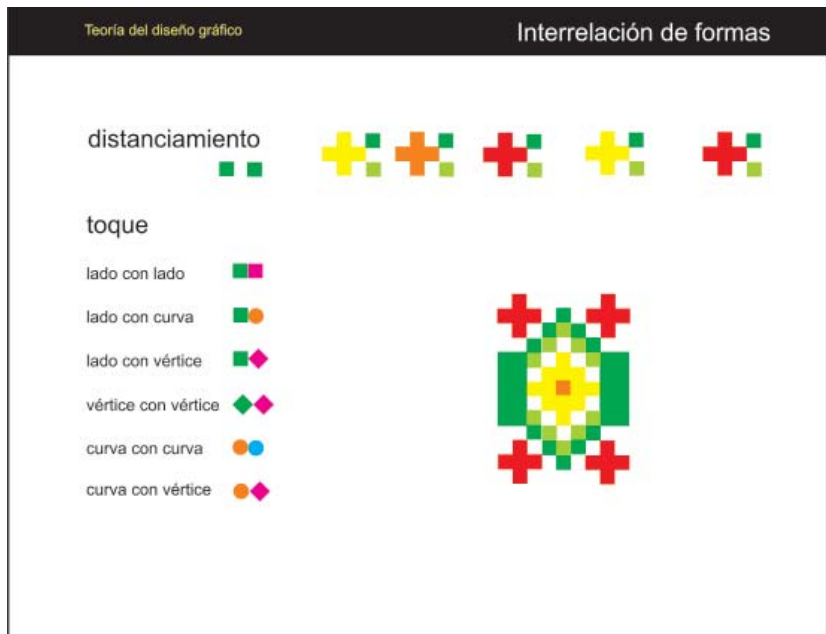 Teoría del diseño gráfico
Interrelación de formas
distanciamiento
toque
lado con lado
lado con curva
lado con vértice
vértice con vértice
curva con curva
curva con vértice